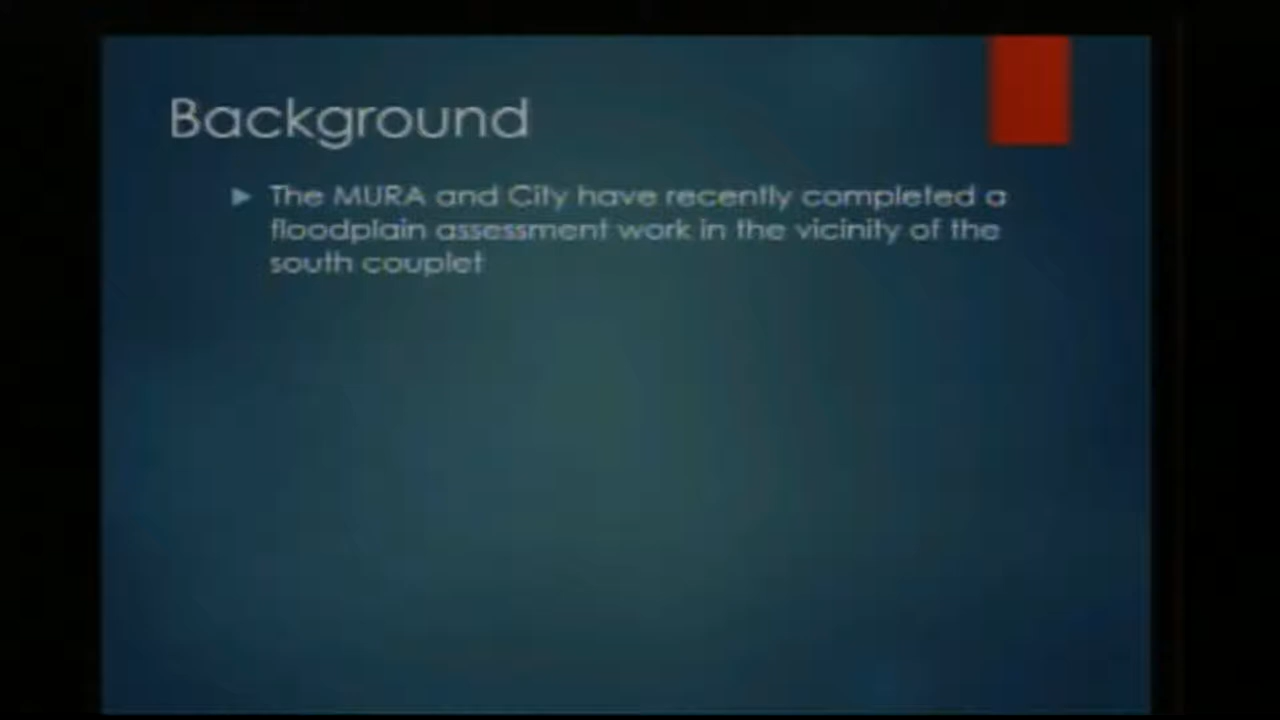 Background
The MURA and City have recently completed a
floodplain assessment work in the vicinity of the
south couplet